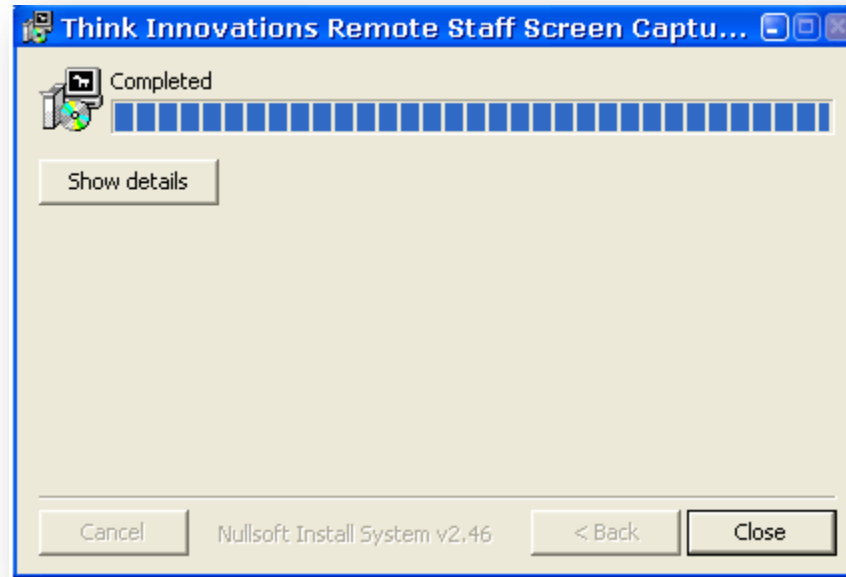 Think Innovations Remote Staff Screen Captu...
Completed
Show details
Cancel
Nullsoft Install System v2.46
< Back
Close